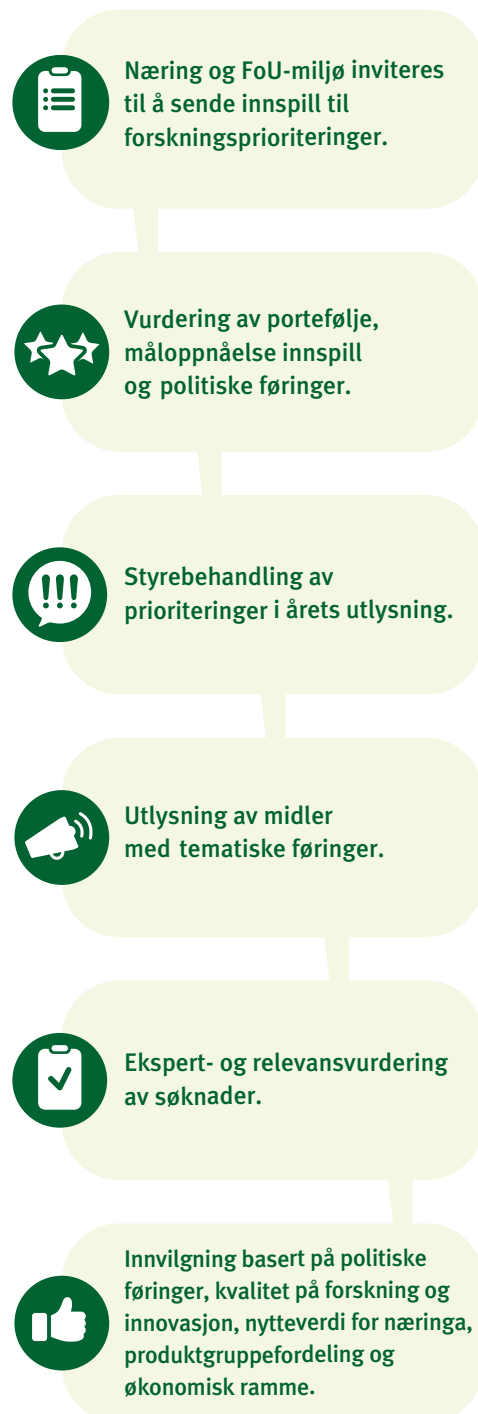 Næring og FoU-miljø inviteres
til å sende innspill til
forskningsprioriteringer.
Vurdering av portefølje,
måloppnåelse innspill
og politiske føringer.
Styrebehandling av
prioriteringer i årets utlysning.
Utlysning av midler
med tematiske føringer.
Ekspert- og relevansvurdering
av søknader.
Innvilgning basert på politiske
føringer, kvalitet på forskning og
innovasjon, nytteverdi for næringa,
produktgruppefordeling og
økonomisk ramme.